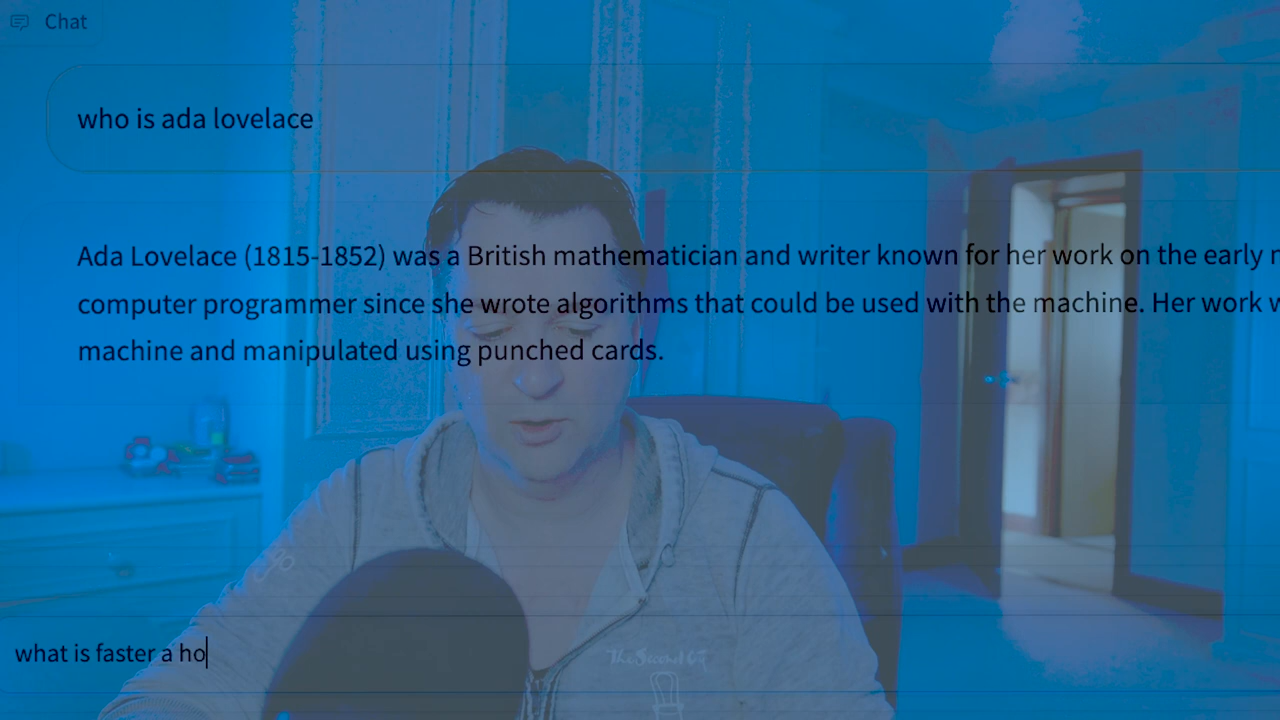 Chat
who is ada lovelace
Ada Lovelace (1815-1852) was a British mathematician and writer known for her work on the early
computer programmer since she wrote algorithms that could be used with the machine. Her work
machine and manipulated using punched cards.
what is faster a ho
The Second